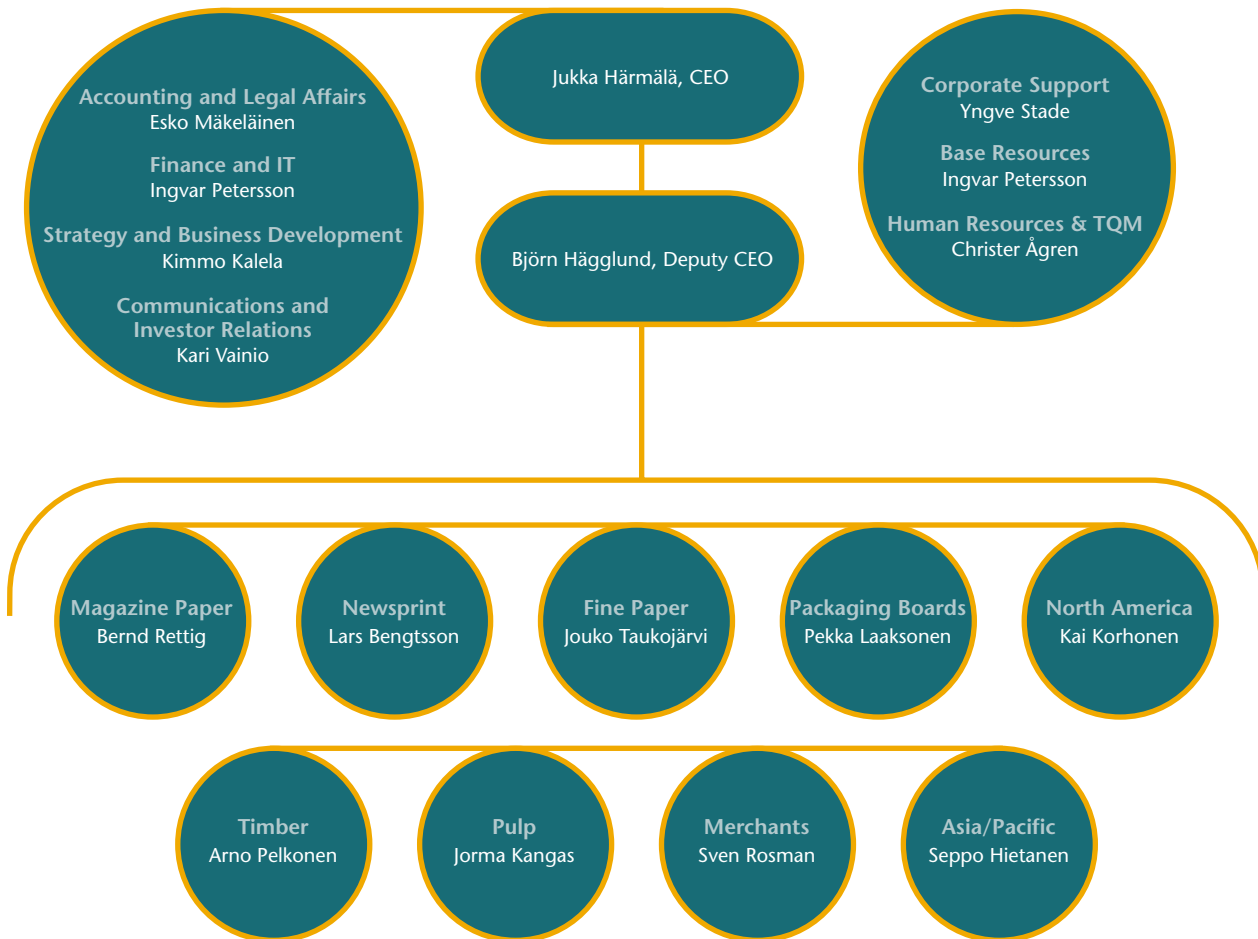 Accounting and Legal Affairs
Esko Mäkeläinen
Finance and IT
Ingvar Petersson
Strategy and Business Development
Kimmo Kalela
Communications and
Investor Relations
Kari Vainio
Jukka Härmälä, CEO
Björn Hägglund, Deputy CEO
Corporate Support
Yngve Stade
Base Resources
Ingvar Petersson
Human Resources & TQM
Christer Ågren
Magazine Paper
Bernd Rettig
Newsprint
Lars Bengtsson
Fine Paper
Jouko Taukojärvi
Packaging Boards
Pekka Laaksonen
North America
Kai Korhonen
Timber
Arno Pelkonen
Pulp
Jorma Kangas
Merchants
Sven Rosman
Asia/Pacific
Seppo Hietanen